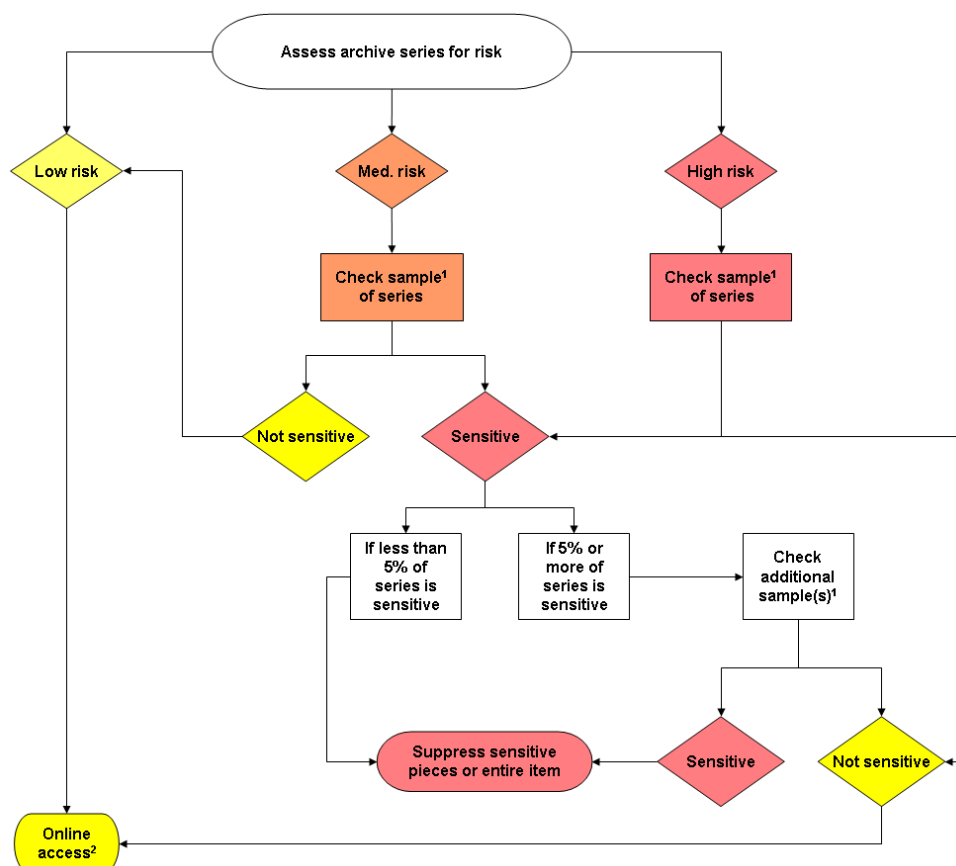 Assess archive series for risk
Low risk
Med. risk
High risk
Check sample¹
of series
Check sample¹
of series
Not sensitive
Sensitive
If less than
5% of
series is
sensitive
If 5% or
more of
series is
sensitive
Check
additional
sample(s)¹
Suppress sensitive
pieces or entire item
Sensitive
Not sensitive
Online
access²